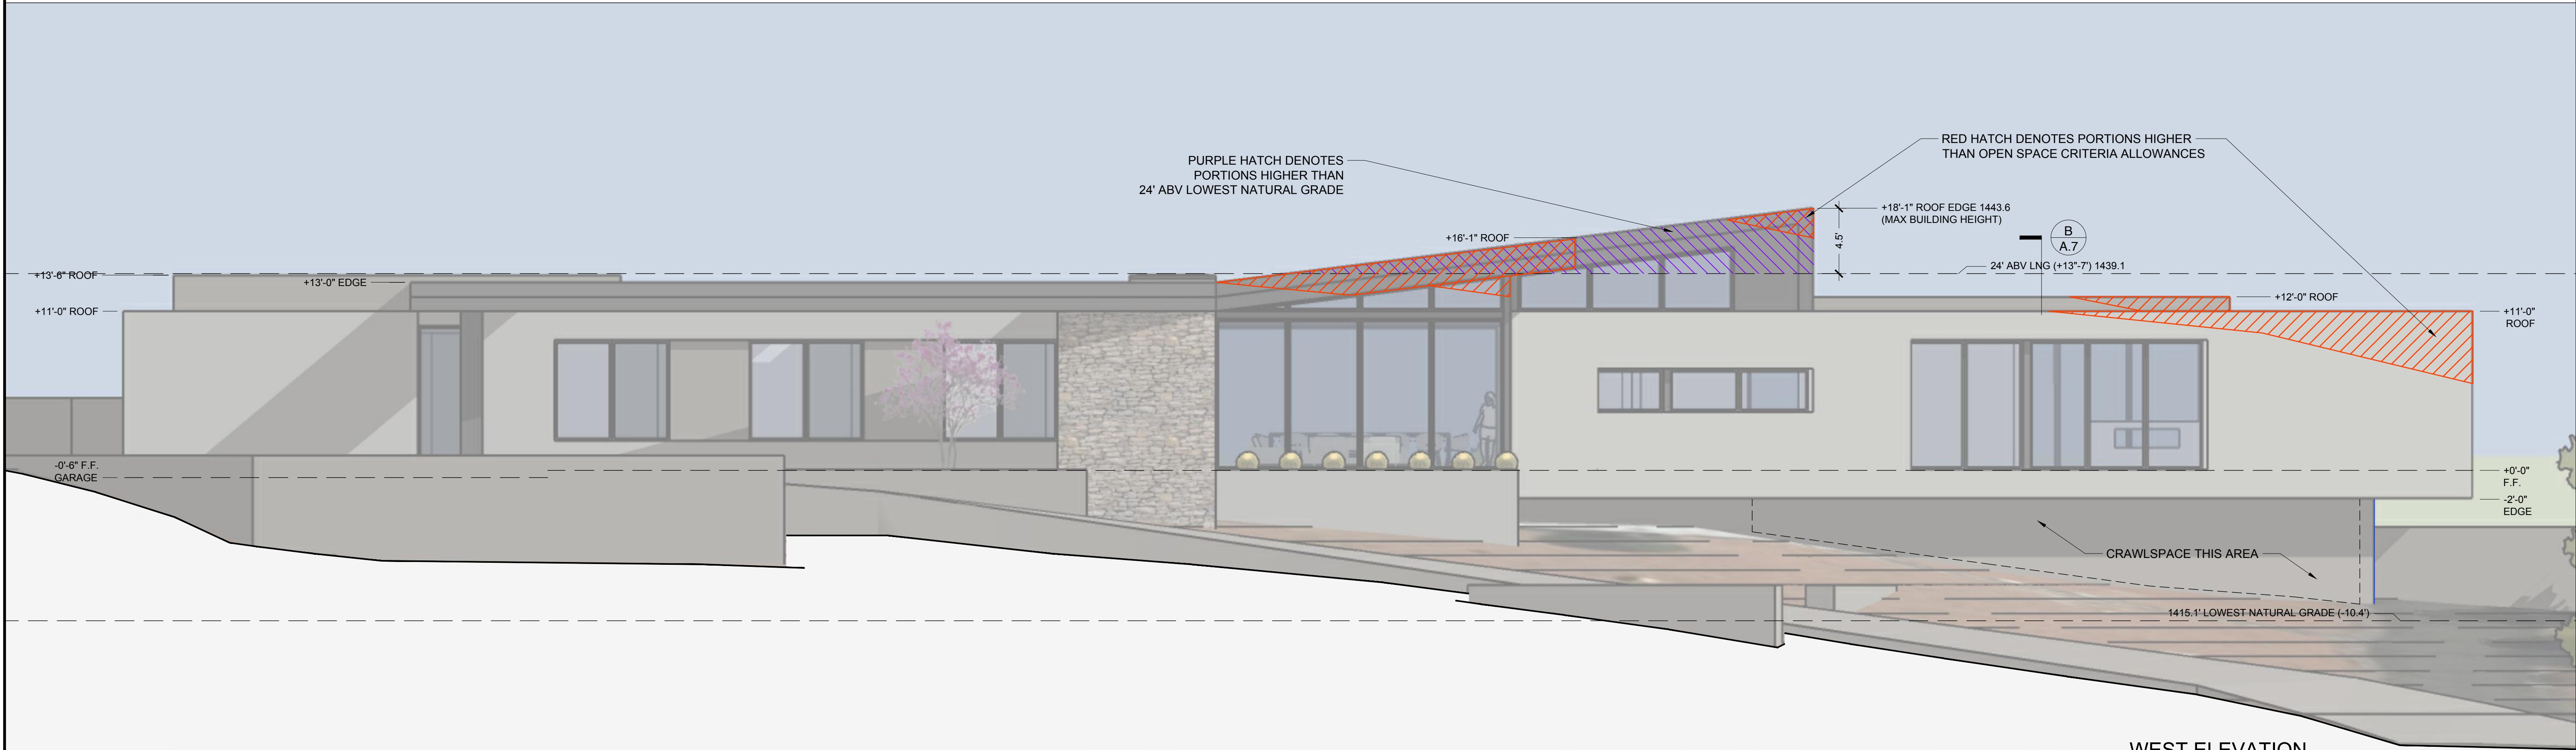 RED HATCH DENOTES PORTIONS HIGHER
THAN OPEN SPACE CRITERIA ALLOWANCES
PURPLE HATCH DENOTES
PORTIONS HIGHER THAN
24' ABV LOWEST NATURAL GRADE
+18'-1" ROOF EDGE 1443.6
(MAX BUILDING HEIGHT)
B
A.7
+16'-1" ROOF
4.5'
24' ABV LNG (+13"-7') 1439.1
+13'-6" ROOF
+13'-0" EDGE
+12'-0" ROOF
+11'-0" ROOF
+11'-0"
ROOF
-0'-6" F.F.
GARAGE
+0'-0"
F.F.
-2'-0"
EDGE
CRAWLSPACE THIS AREA
1415.1' LOWEST NATURAL GRADE (-10.4')
WEST ELEVATION